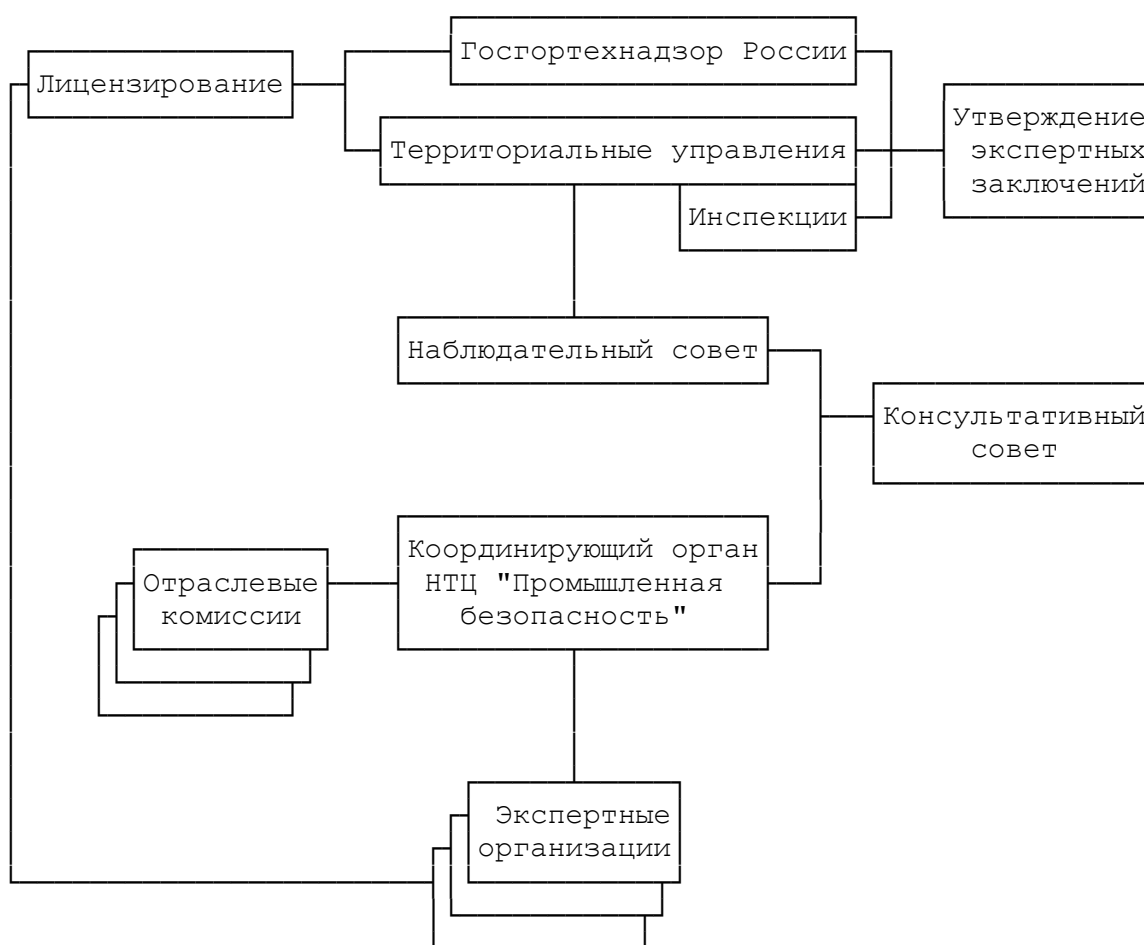 Госгортехнадзор России
Лицензирование
Утверждение
экспертных
заключений
Территориальные управления
Инспекции
Наблюдательный совет
Консультативный
совет
Координирующий орган
НТЦ "Промышленная
безопасность"
Отраслевые
комиссии
Экспертные
организации